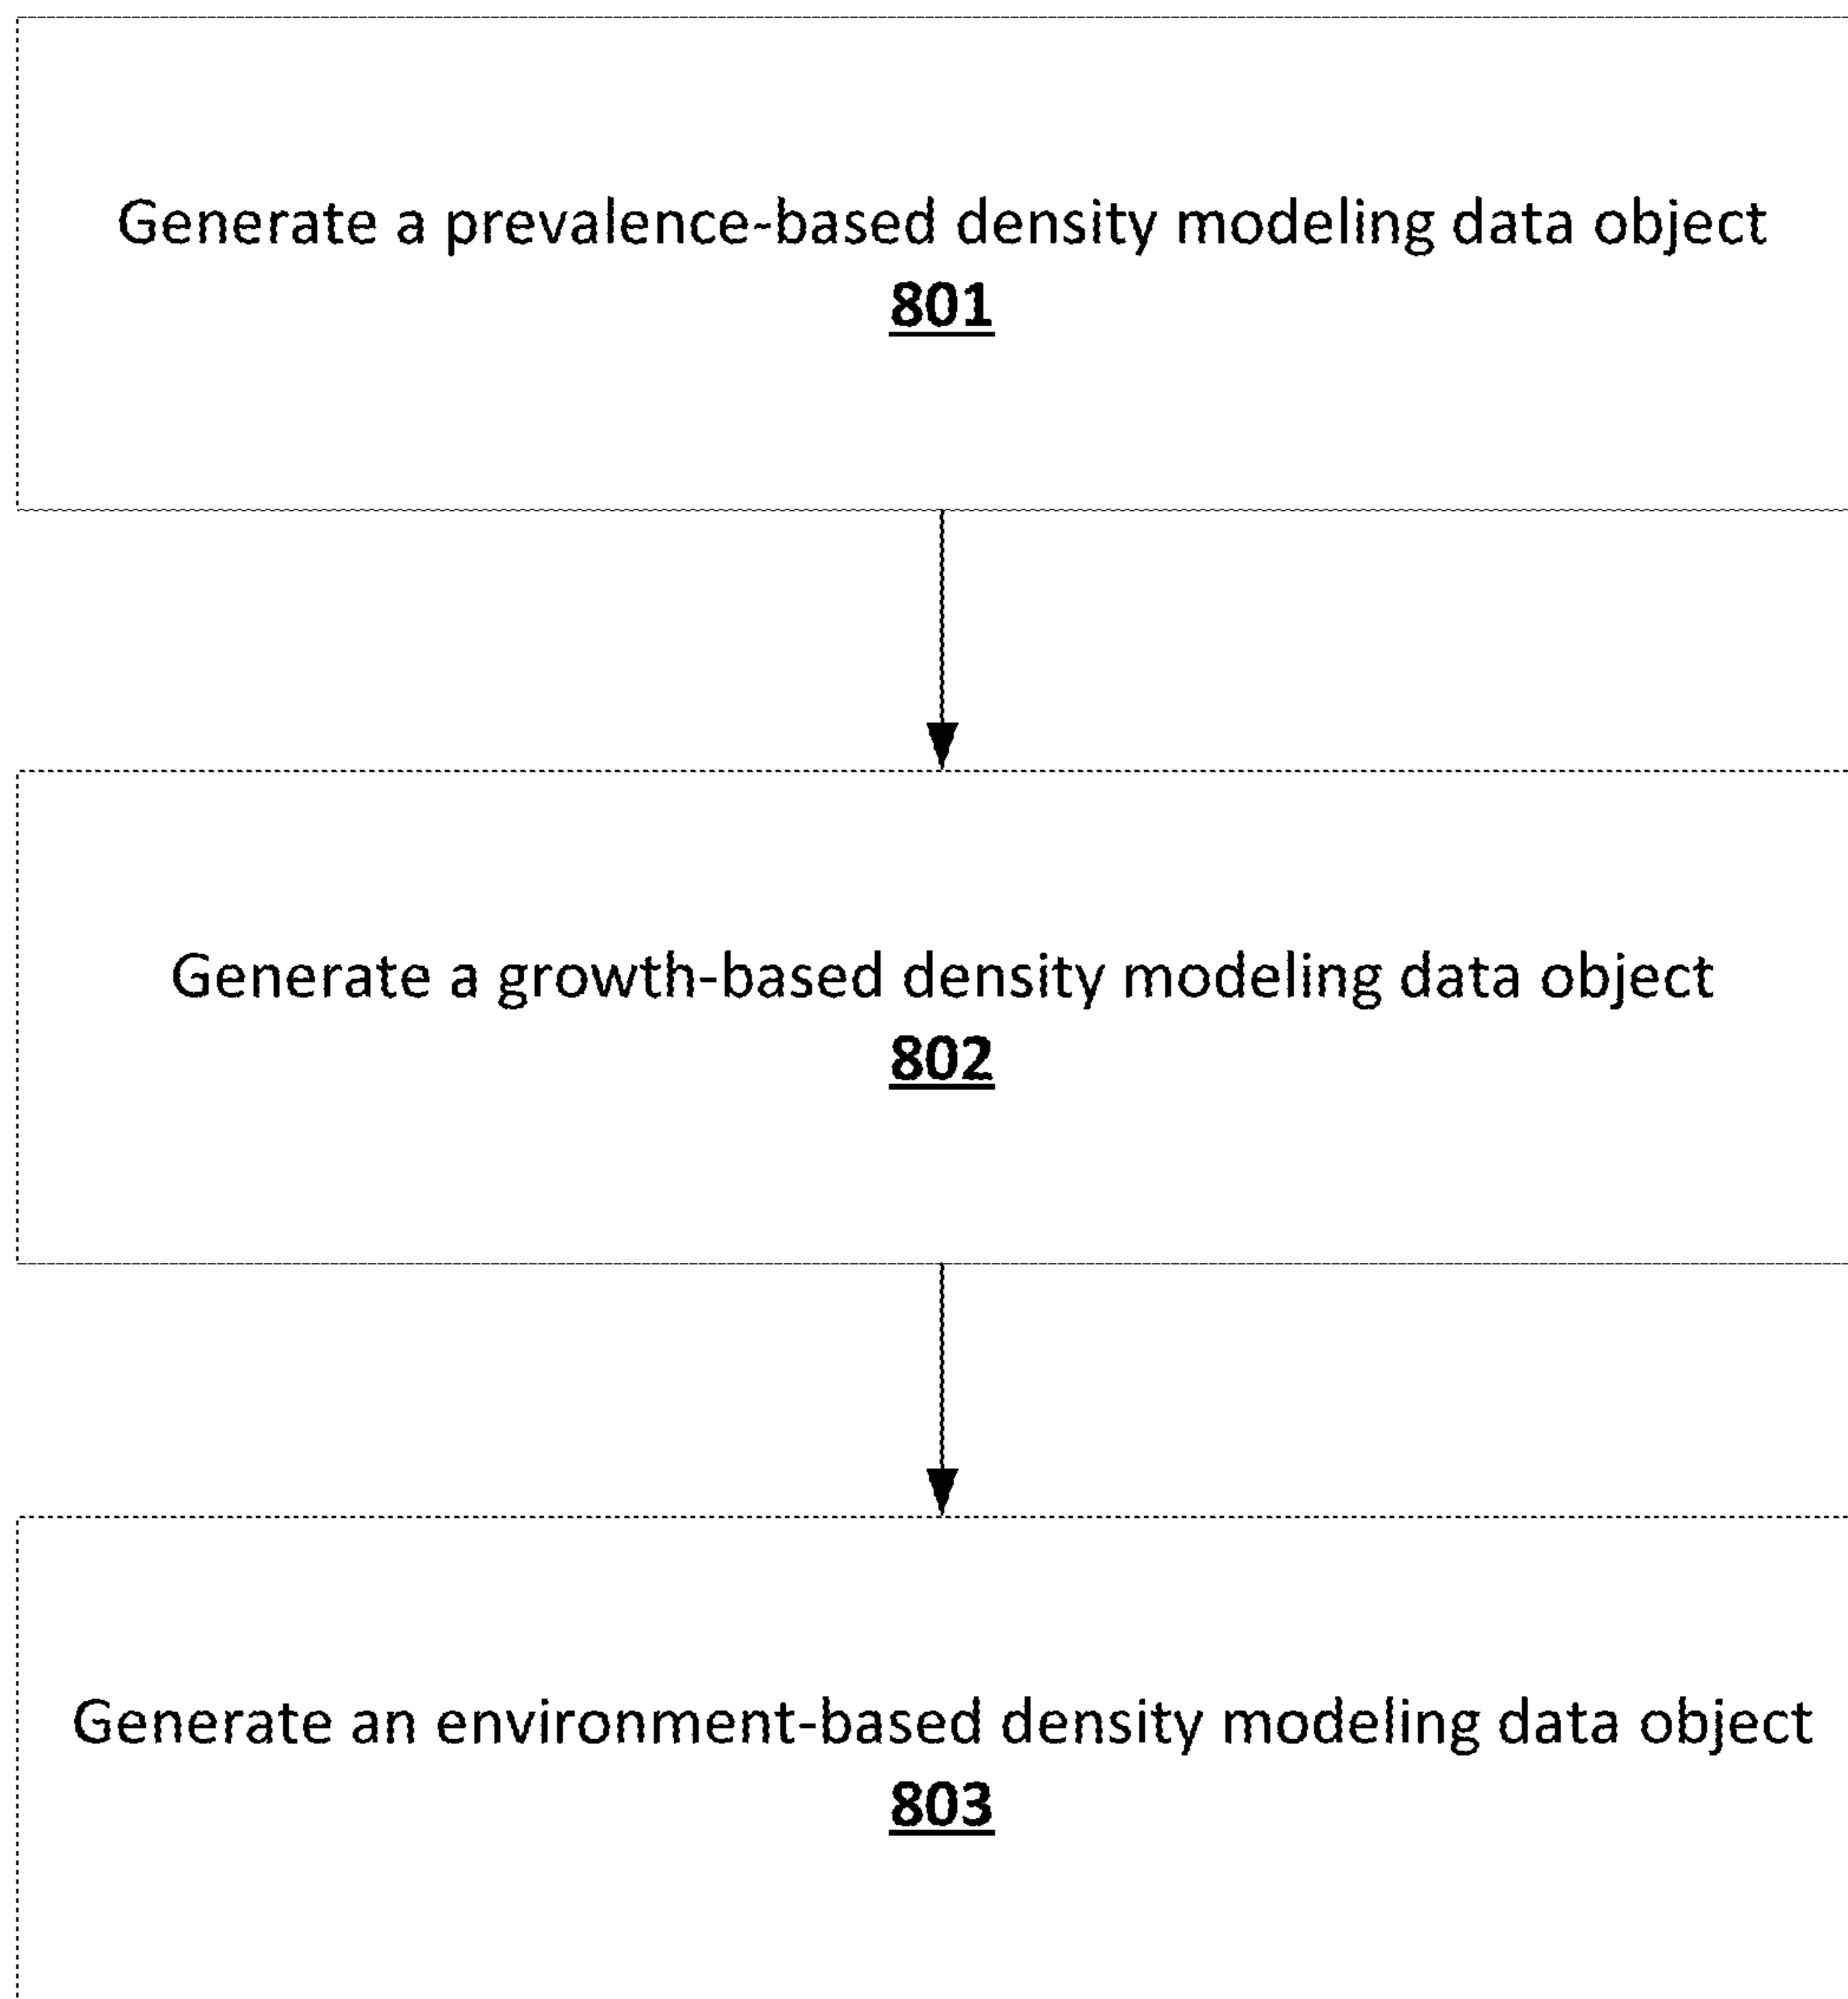 Generate a prevalence-based density modeling data object
801
Generate a growth-based density modeling data object
802
Generate an environment-based density modeling data object
803